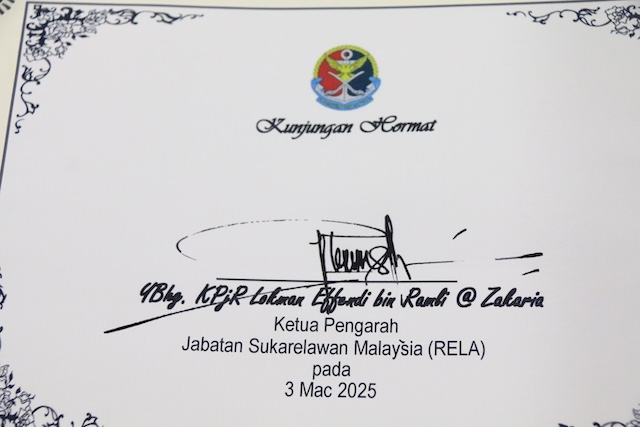 Kunjungan Hormat
YBhg. KPjR Lokman Effendi bin Ramli @ Zakaria
Ketua Pengarah
Jabatan Sukarelawan Malaysia (RELA)
pada
3 Mac 2025